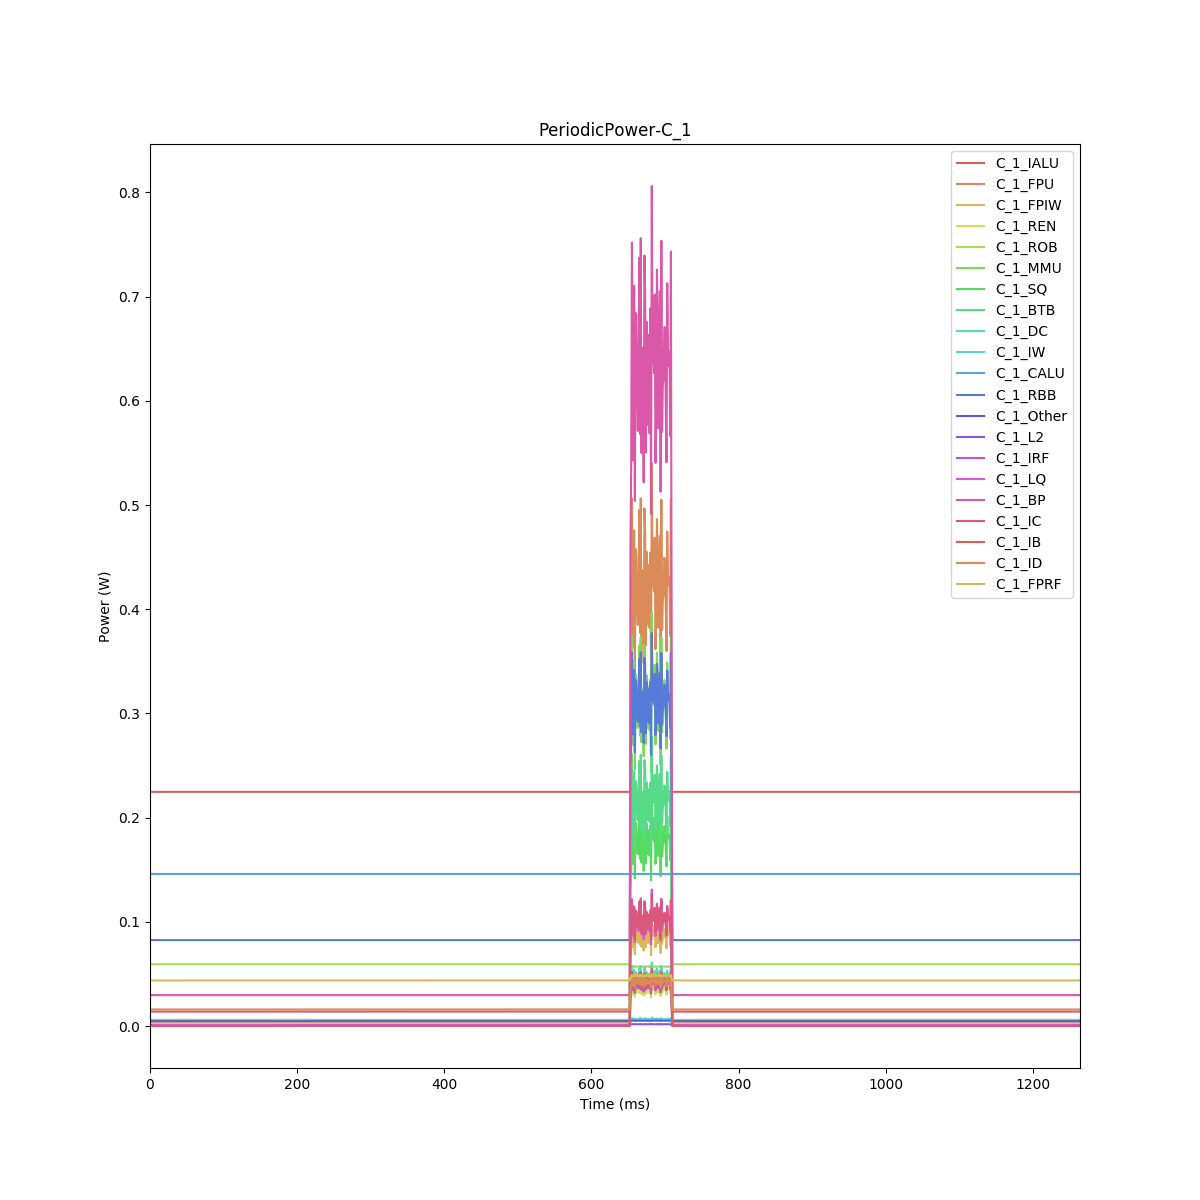 PeriodicPower-C_1
0.8
0.7
0.6
0.5
0.4
0.3
0.2
0.1
0.0
Power (W)
C_1_IALU
C_1_FPU
C_1_FPIW
C_1_REN
C_1_ROB
C_1_MMU
C_1_SQ
C_1_BTB
C_1_DC
C_1_IW
C_1_CALU
C_1_RBB
C_1_Other
C_1_L2
C_1_IRF
C_1_LQ
C_1_BP
C_1_IC
C_1_IB
C_1_ID
C_1_FPRF
0 200 400 600 800 1000 1200
Time (ms)